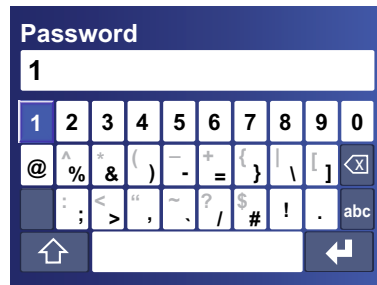 Password
1
1 2 3 4 5 6 7 8 9 0
@ ^ % * & ( ) _ - + = { } | \ [ ]
: ; < > “ , ~ ` ? / $ # ! . abc